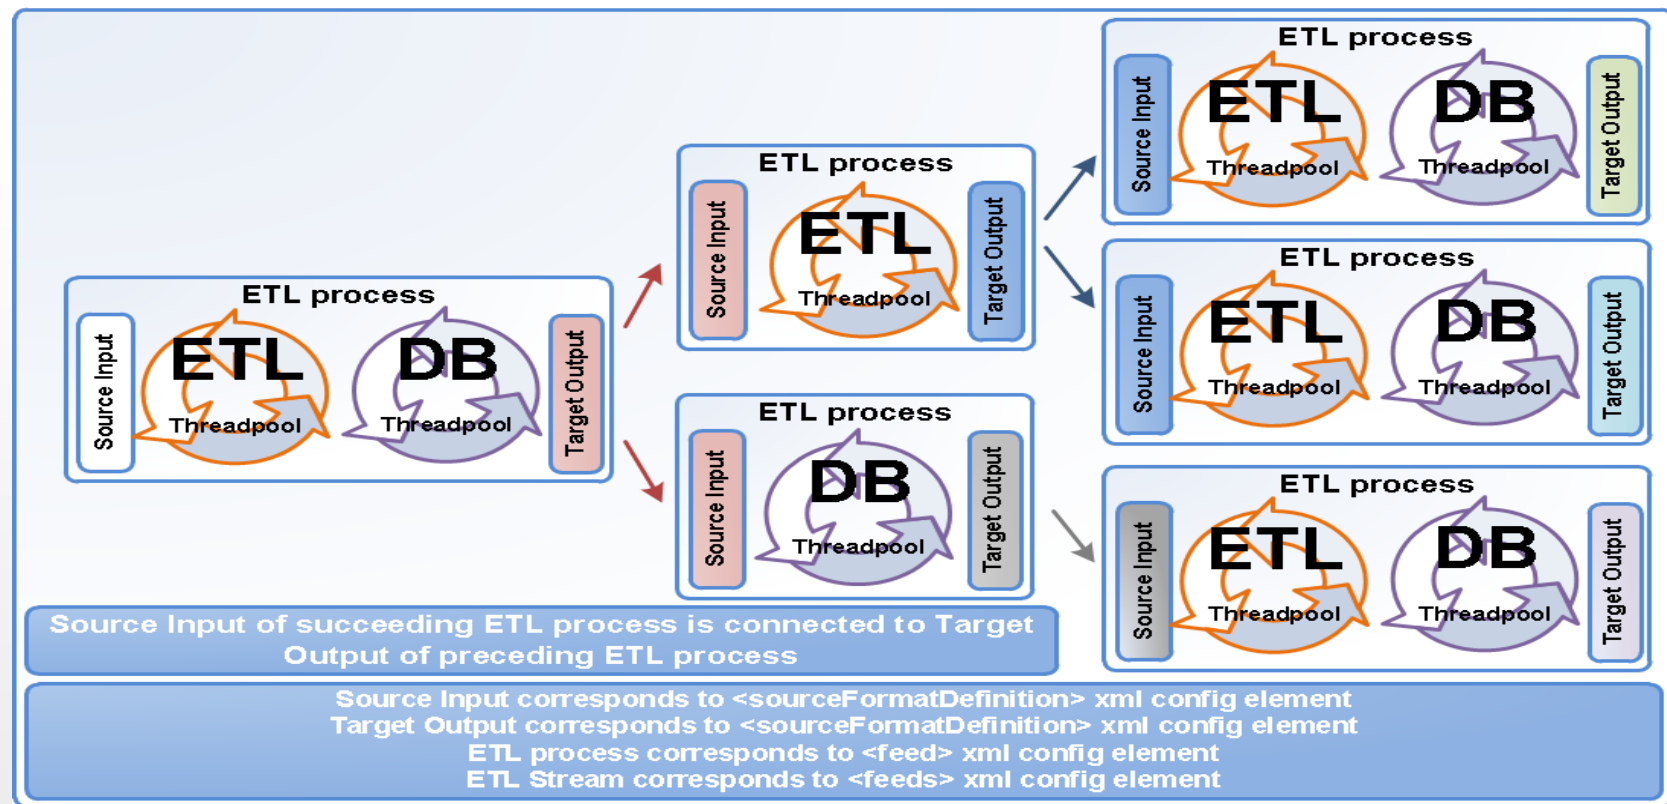 ETL process
Source Input
ETL
Threadpool
DB
Threadpool
Target Output
ETL process
Source Input
ETL
Threadpool
Target Output
ETL process
Source Input
DB
Threadpool
Target Output
ETL process
Source Input
ETL
Threadpool
DB
Threadpool
Target Output
ETL process
Source Input
ETL
Threadpool
DB
Threadpool
Target Output
ETL process
Source Input
ETL
Threadpool
DB
Threadpool
Target Output
Source Input of succeeding ETL process is connected to Target
Output of preceding ETL process
Source Input corresponds to <sourceFormatDefinition> xml config element
Target Output corresponds to <sourceFormatDefinition> xml config element
ETL process corresponds to <feed> xml config element
ETL Stream corresponds to <feeds> xml config element